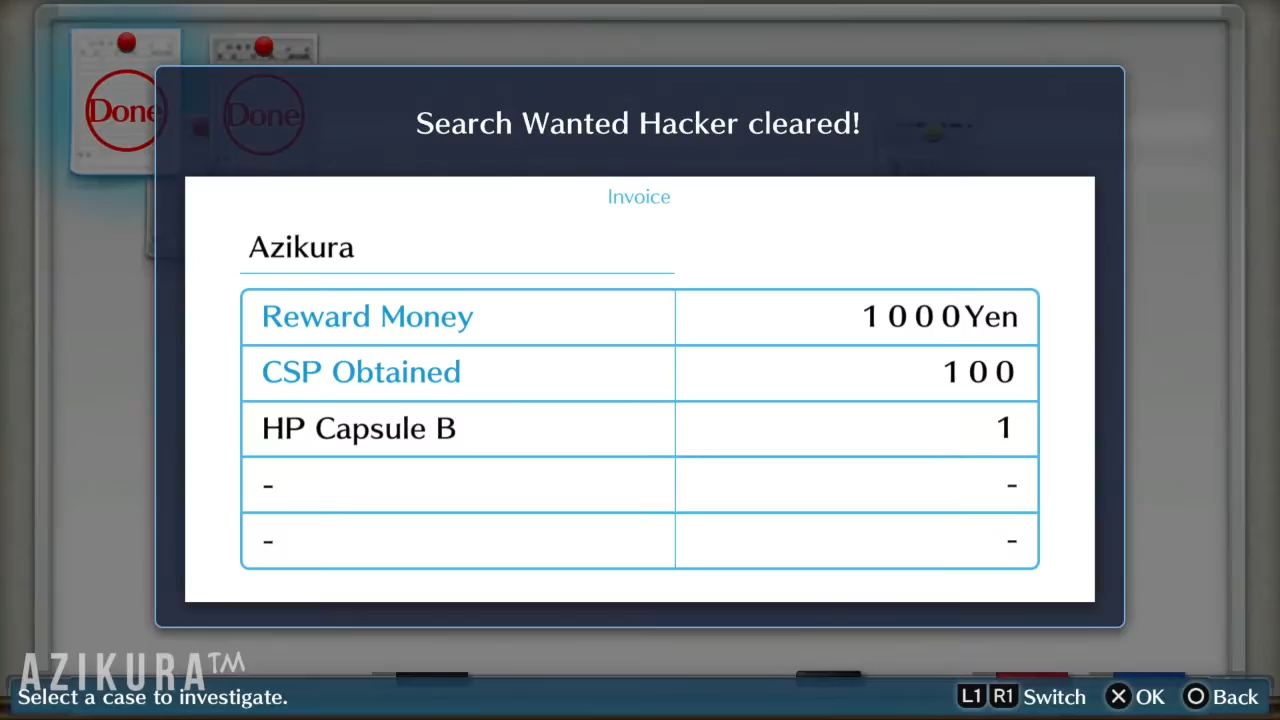 Done
Done
Search Wanted Hacker cleared!
Invoice
Azikura
Reward Money 1000Yen
CSP Obtained 100
HP Capsule B 1
- -
- -
AZIKURA™
Select a case to investigate. L1 R1 Switch OK Back